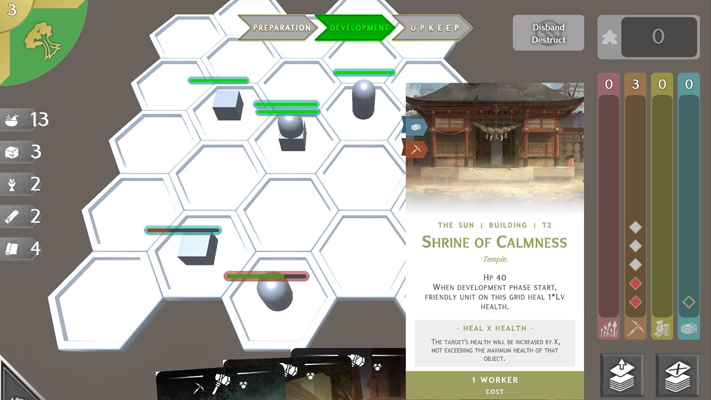 3
PREPARATION
DEVELOPMENT
UPKEEP
Disband
Destruct
0
13
3
2
2
4
0 3 0 0
THE SUN | BUILDING | T2
SHRINE OF CALMNESS
Temple.
HP 40
WHEN DEVELOPMENT PHASE START,
FRIENDLY UNIT ON THIS GRID HEAL 1*LV
HEALTH.
- HEAL X HEALTH -
THE TARGET'S HEALTH WILL BE INCREASED BY X,
NOT EXCEEDING THE MAXIMUM HEALTH OF THAT
OBJECT.
1 WORKER
COST